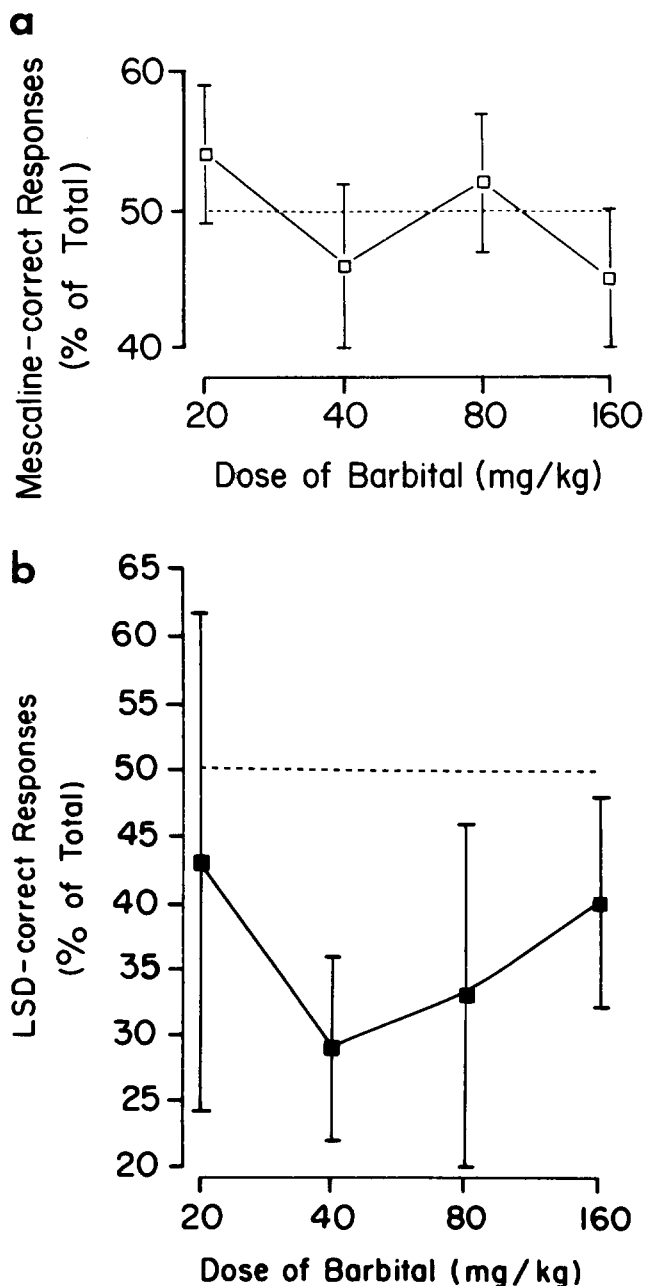 a
Mescaline-correct Responses
(% of Total)
60
50
40
20 40 80 160
Dose of Barbital (mg/kg)
b
LSD-correct Responses
(% of Total)
65
60
55
50
45
40
35
30
25
20
20 40 80 160
Dose of Barbital (mg/kg)